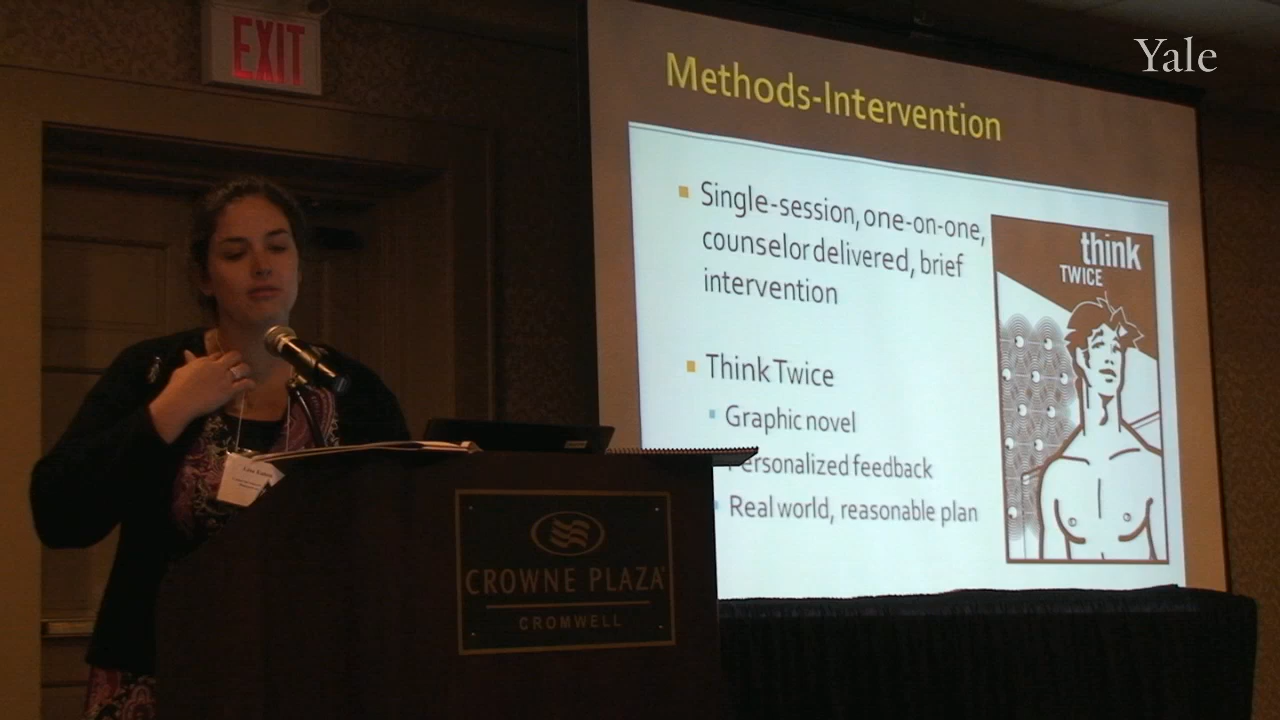 EXIT
Yale
Methods-Intervention
Single-session, one-on-one,
counselor delivered, brief
intervention
Think Twice
Graphic novel
Personalized feedback
Real world, reasonable plan
think
TWICE
CROWNE PLAZA
CROMWELL